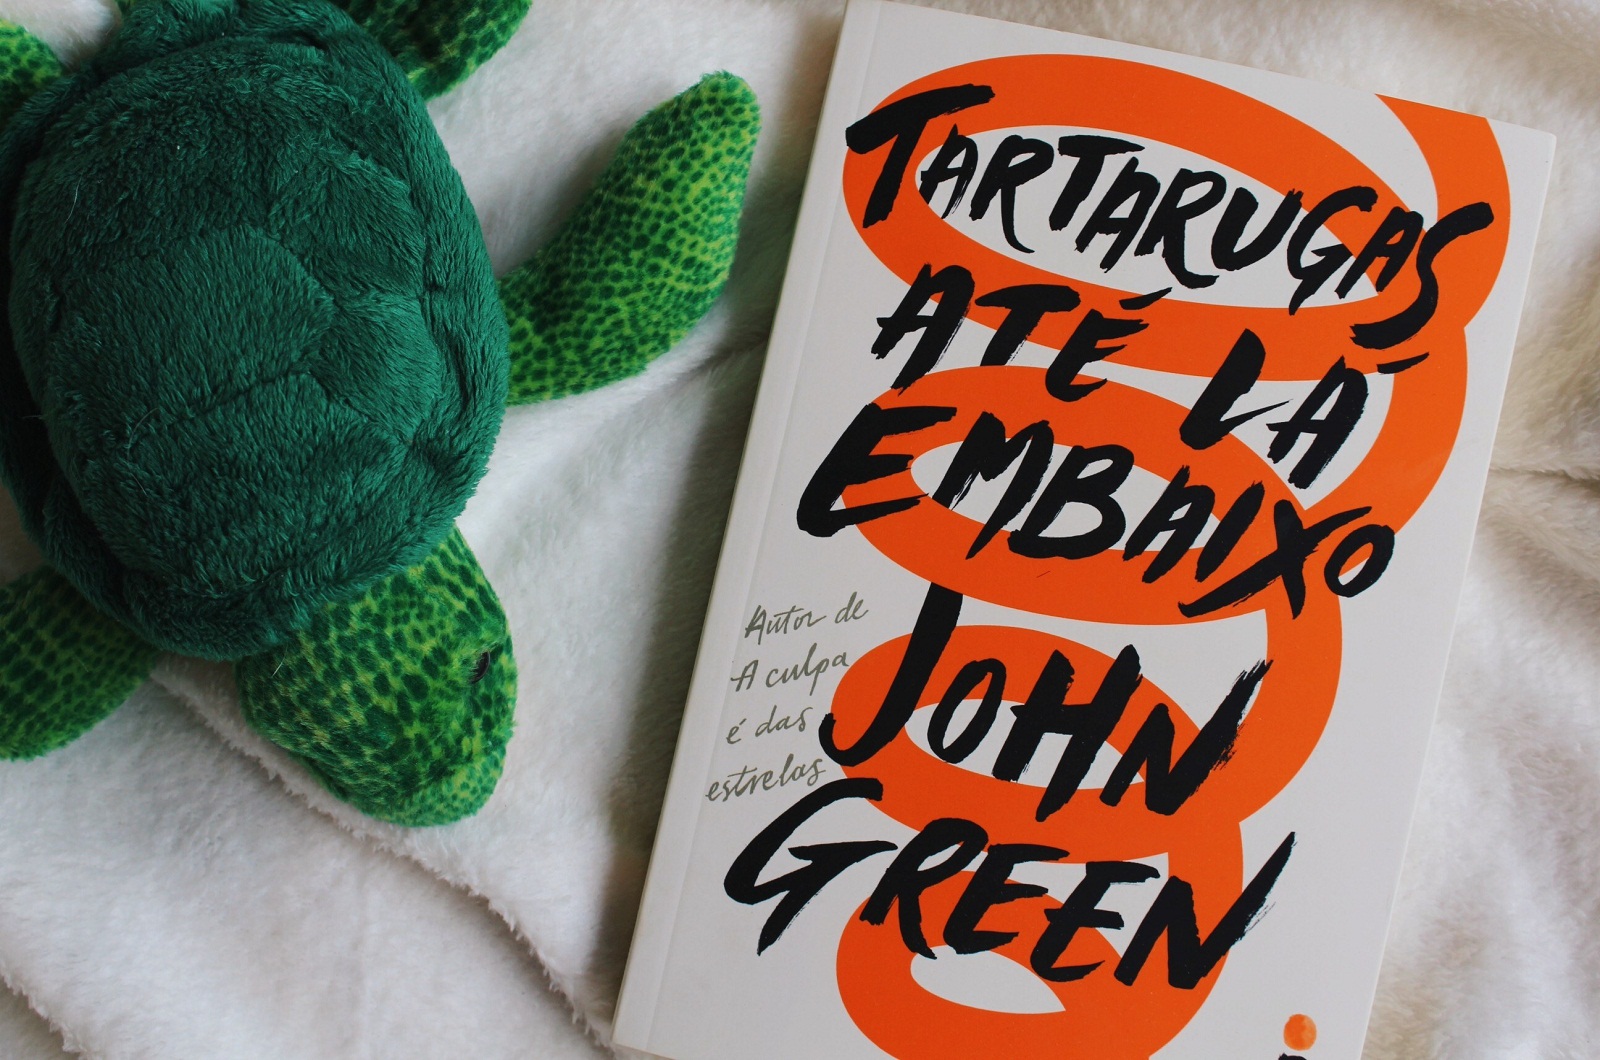 TARTARUGAS
ATÉ LÁ
EMBAIXO
Autor de
A culpa
é das
estrelas
JOHN
GREEN